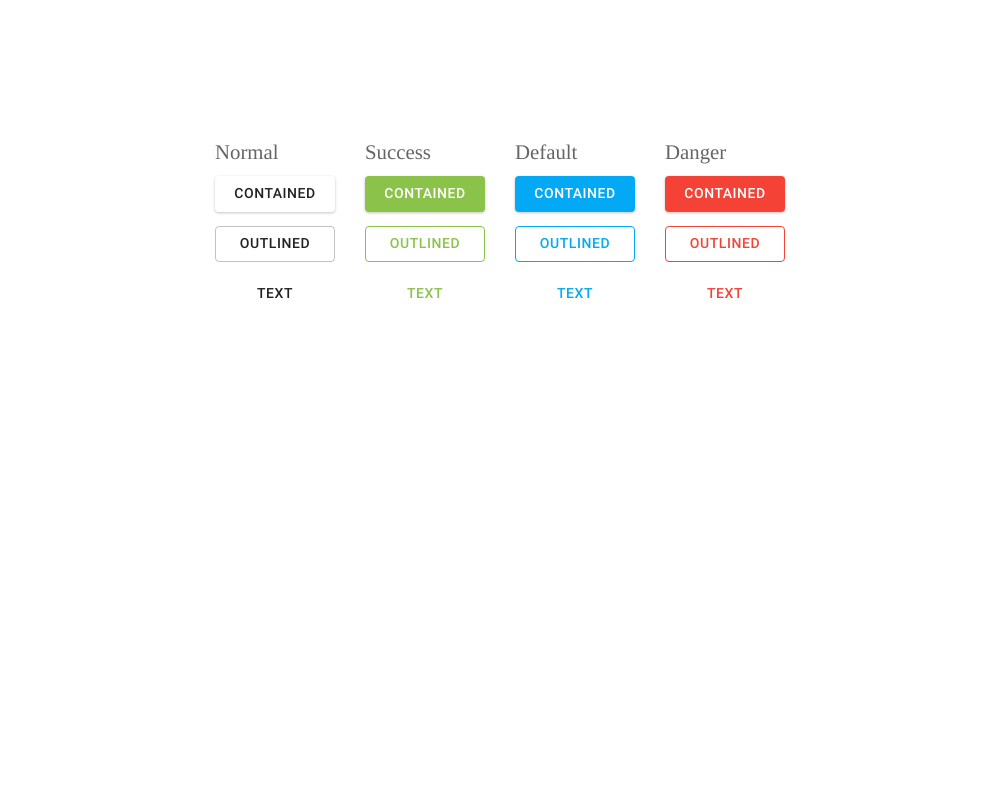 Normal Success Default Danger
CONTAINED CONTAINED CONTAINED CONTAINED
OUTLINED OUTLINED OUTLINED OUTLINED
TEXT TEXT TEXT TEXT